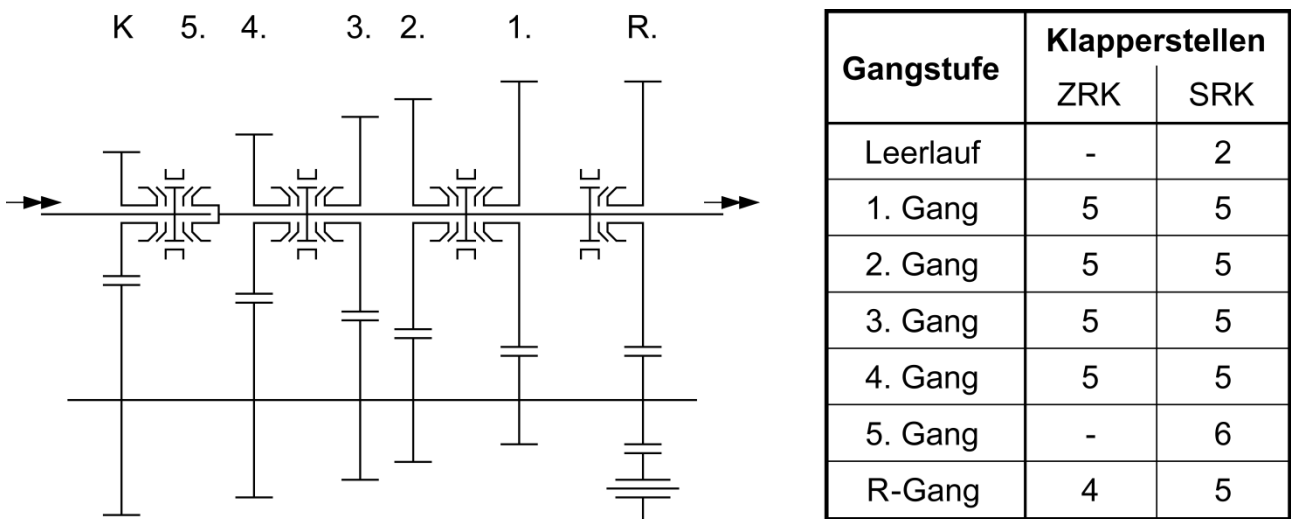 K 5. 4. 3. 2. 1. R.
Gangstufe Klapperstellen
ZRK SRK
Leerlauf - 2
1. Gang 5 5
2. Gang 5 5
3. Gang 5 5
4. Gang 5 5
5. Gang - 6
R-Gang 4 5